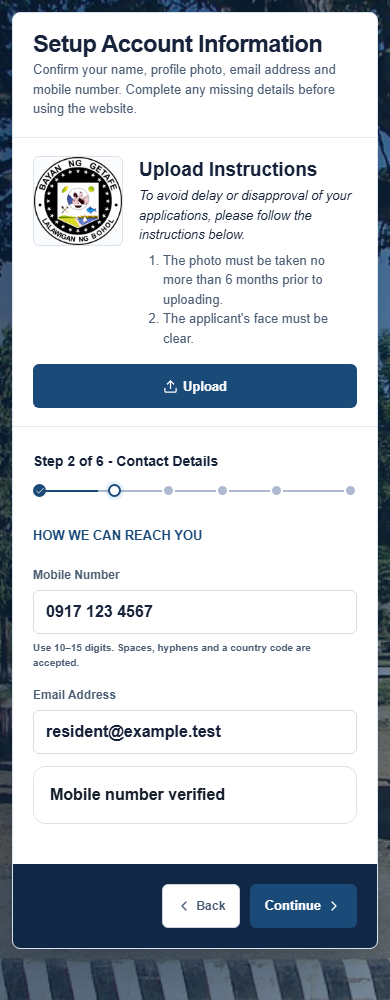 Setup Account Information
Confirm your name, profile photo, email address and
mobile number. Complete any missing details before
using the website.
BAYAN NG GETAFE
LALAWIGAN NG BOHOL
Upload Instructions
To avoid delay or disapproval of your
applications, please follow the
instructions below.
1. The photo must be taken no
more than 6 months prior to
uploading.
2. The applicant's face must be
clear.
Upload
Step 2 of 6 - Contact Details
HOW WE CAN REACH YOU
Mobile Number
0917 123 4567
Use 10–15 digits. Spaces, hyphens and a country code are
accepted.
Email Address
resident@example.test
Mobile number verified
Back
Continue